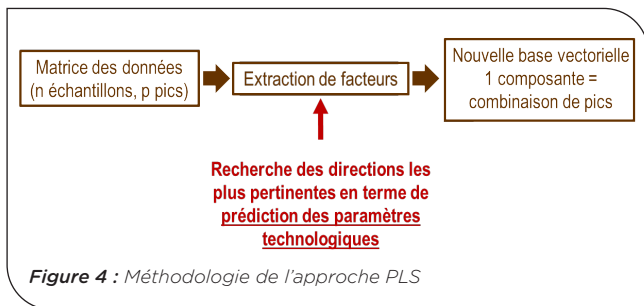 Matrice des données
(n échantillons, p pics)
Extraction de facteurs
Nouvelle base vectorielle
1 composante =
combinaison de pics
Recherche des directions les
plus pertinentes en terme de
prédiction des paramètres
technologiques
Figure 4 : Méthodologie de l'approche PLS